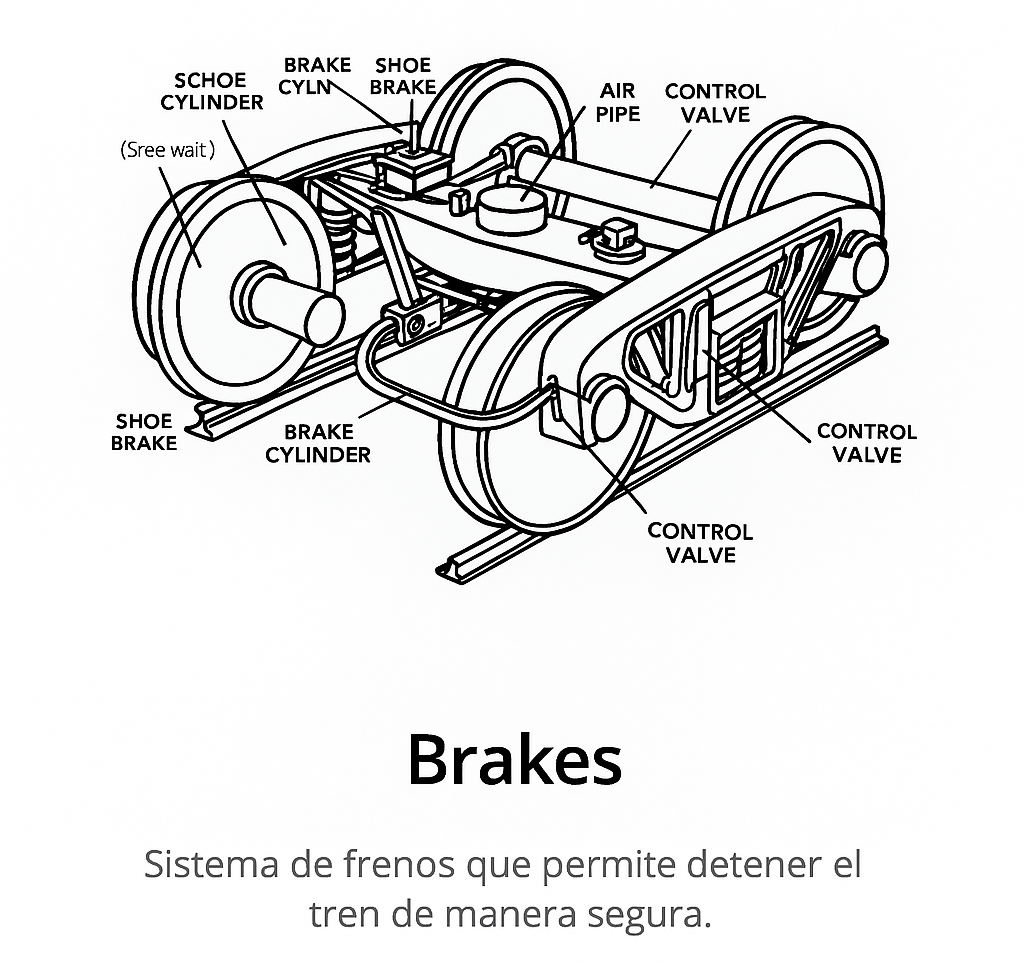 SCHOE
CYLINDER
BRAKE
CYLN
SHOE
BRAKE
AIR
PIPE
CONTROL
VALVE
(Sree wait)
SHOE
BRAKE
BRAKE
CYLINDER
CONTROL
VALVE
CONTROL
VALVE
Brakes
Sistema de frenos que permite detener el
tren de manera segura.